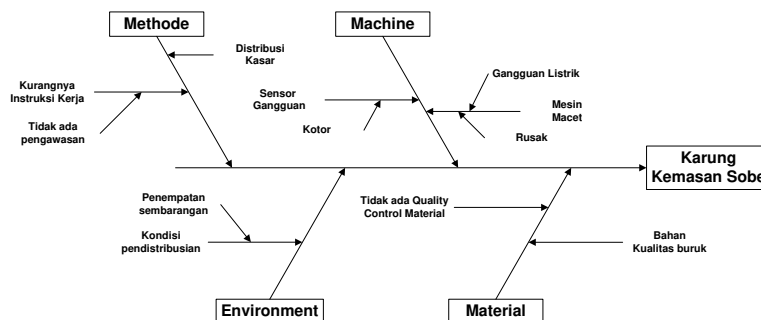 Methode
Machine
Distribusi
Kasar
Gangguan Listrik
Kurangnya
Instruksi Kerja
Sensor
Gangguan
Mesin
Macet
Tidak ada
pengawasan
Kotor
Rusak
Karung
Kemasan Sobe
Penempatan
sembarangan
Tidak ada Quality
Control Material
Kondisi
pendistribusian
Bahan
Kualitas buruk
Environment
Material